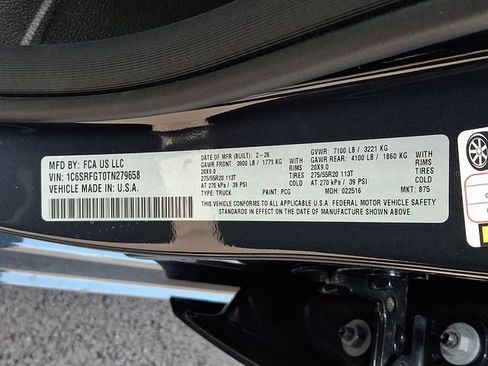 MFD BY: FCA US LLC
VIN: 1C6SRFGT0TN279658
VEHICLE MADE IN U.S.A.
DATE OF MFR (BUILT): 2-26 GVWR: 7100 LB / 3221 KG
GAWR FRONT: 3900 LB / 1771 KG WITH GAWR REAR: 4100 LB / 1860 KG WITH
20X9.0 RIMS 20X9.0 RIMS
275/55R20 113T TIRES 275/55R20 113T TIRES
AT 270 kPa / 39 PSI AT 270 kPa / 39 PSI
TYPE: TRUCK PAINT: PCG MDH: 022516 MKT: 875
THIS VEHICLE CONFORMS TO ALL APPLICABLE U.S.A. FEDERAL MOTOR VEHICLE SAFETY
STANDARDS IN EFFECT ON THE DATE OF MANUFACTURE SHOWN ABOVE